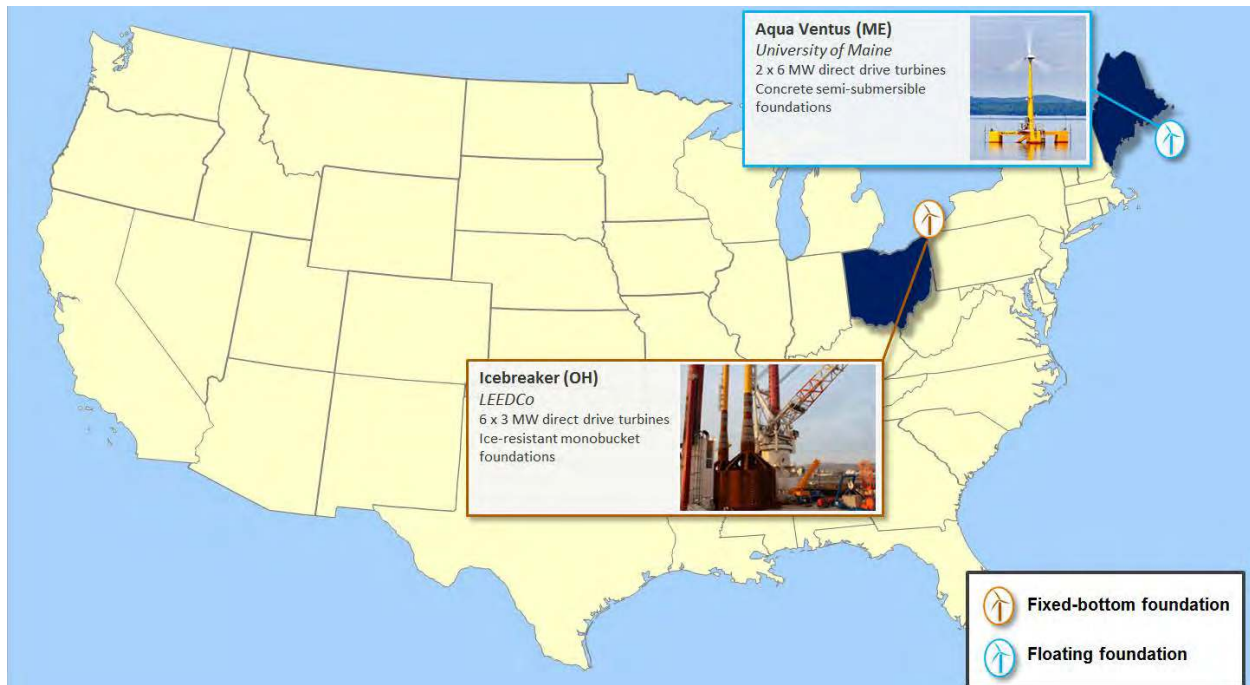 Aqua Ventus (ME)
University of Maine
2 x 6 MW direct drive turbines
Concrete semi-submersible
foundations
Icebreaker (OH)
LEEDCo
6 x 3 MW direct drive turbines
Ice-resistant monobucket
foundations
Fixed-bottom foundation
Floating foundation